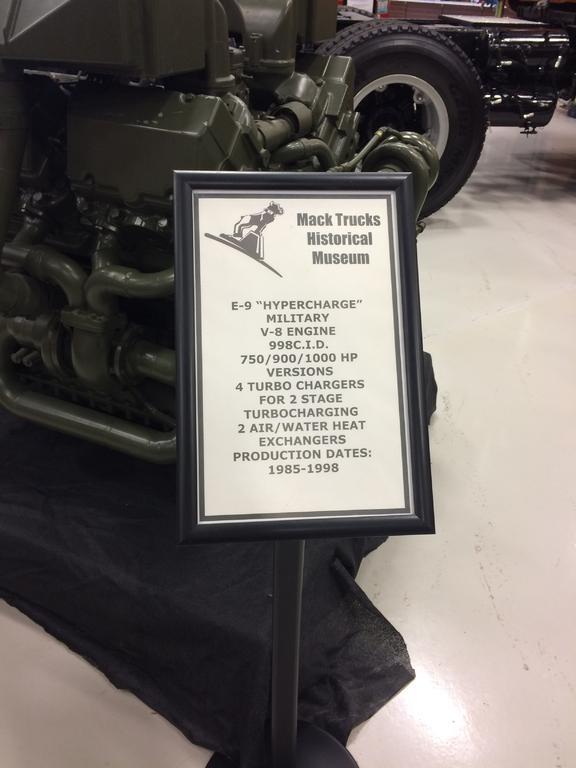 Mack Trucks
Historical
Museum
E-9 "HYPERCHARGE"
MILITARY
V-8 ENGINE
998C.I.D.
750/900/1000 HP
VERSIONS
4 TURBO CHARGERS
FOR 2 STAGE
TURBOCHARGING
2 AIR/WATER HEAT
EXCHANGERS
PRODUCTION DATES:
1985-1998